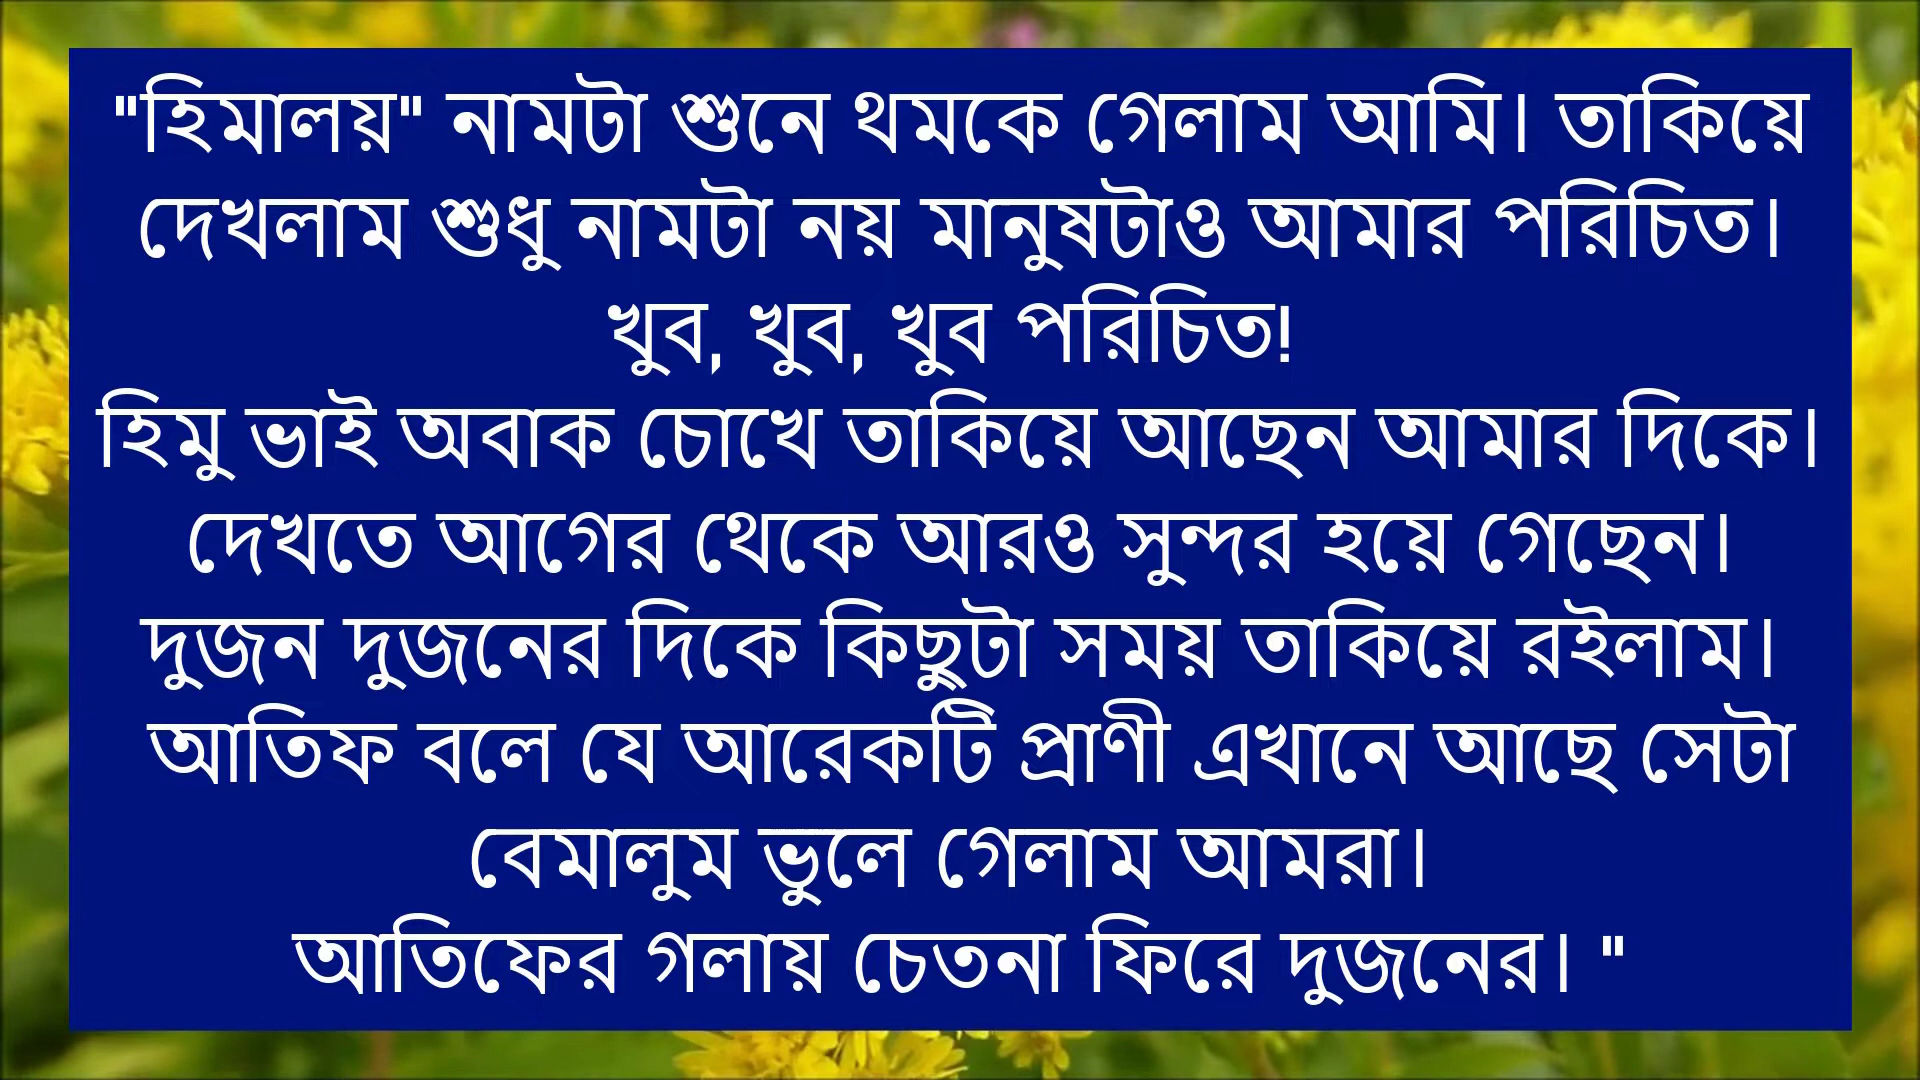 "হিমালয়" নামটা শুনে থমকে গেলাম আমি। তাকিয়ে
দেখলাম শুধু নামটা নয় মানুষটাও আমার পরিচিত।
খুব, খুব, খুব পরিচিত!
হিমু ভাই অবাক চোখে তাকিয়ে আছেন আমার দিকে।
দেখতে আগের থেকে আরও সুন্দর হয়ে গেছেন।
দুজন দুজনের দিকে কিছুটা সময় তাকিয়ে রইলাম।
আতিফ বলে যে আরেকটি প্রাণী এখানে আছে সেটা
বেমালুম ভুলে গেলাম আমরা।
আতিফের গলায় চেতনা ফিরে দুজনের। "